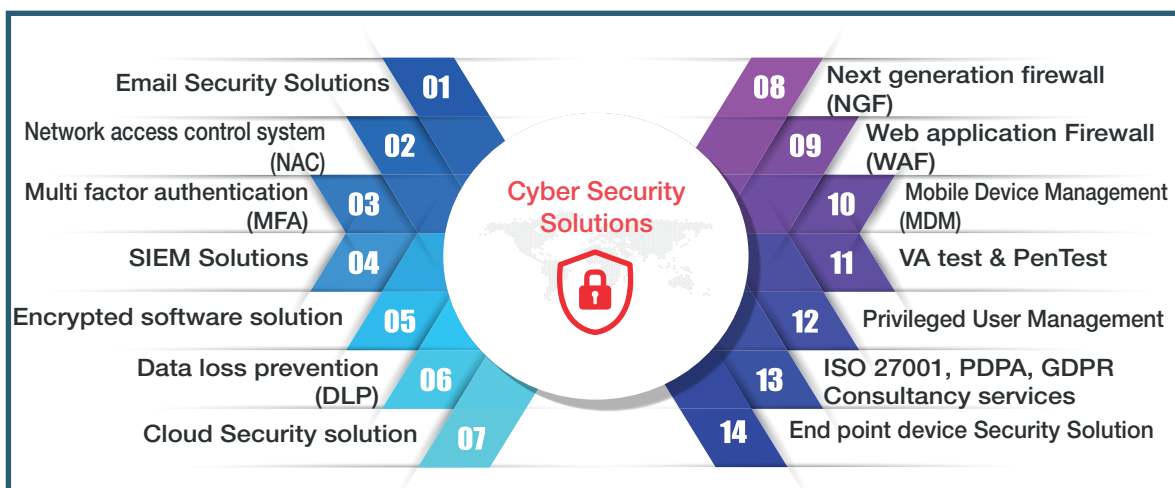 Cyber Security
Solutions
Email Security Solutions
01
Network access control system
(NAC)
02
Multi factor authentication
(MFA)
03
SIEM Solutions
04
Encrypted software solution
05
Data loss prevention
(DLP)
06
Cloud Security solution
07
08
Next generation firewall
(NGF)
09
Web application Firewall
(WAF)
10
Mobile Device Management
(MDM)
11
VA test & PenTest
12
Privileged User Management
13
ISO 27001, PDPA, GDPR
Consultancy services
14
End point device Security Solution